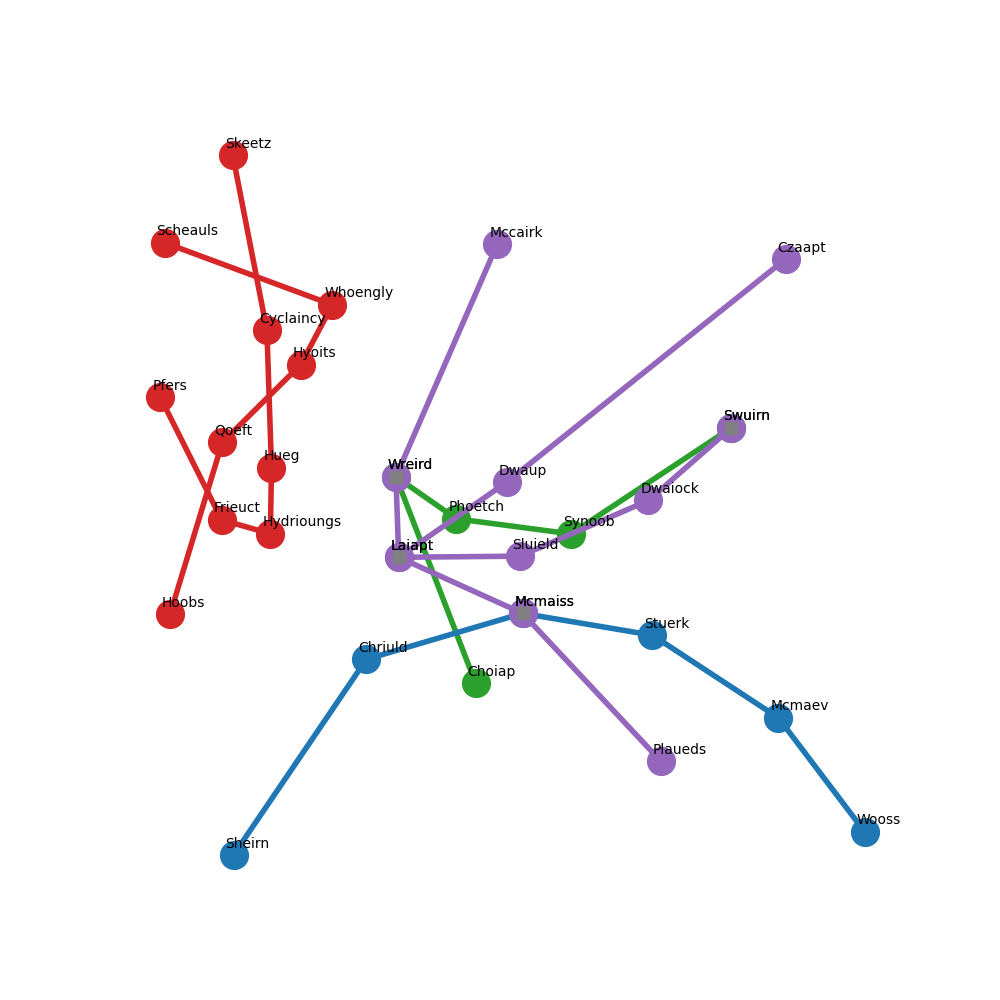 Skeetz
Scheauls
Mccairk
Czaapt
Whoengly
Cyclaincy
Hyoits
Pfers
Qoeft
Swuirn
Hueg
Wreird
Dwaup
Dwaiock
Frieuct
Hydrioungs
Phoetch
Synoob
Laiapt
Sluield
Hoobs
Mcmaiss
Stuerk
Chriuld
Choiap
Mcmaev
Plaueds
Wooss
Sheirn